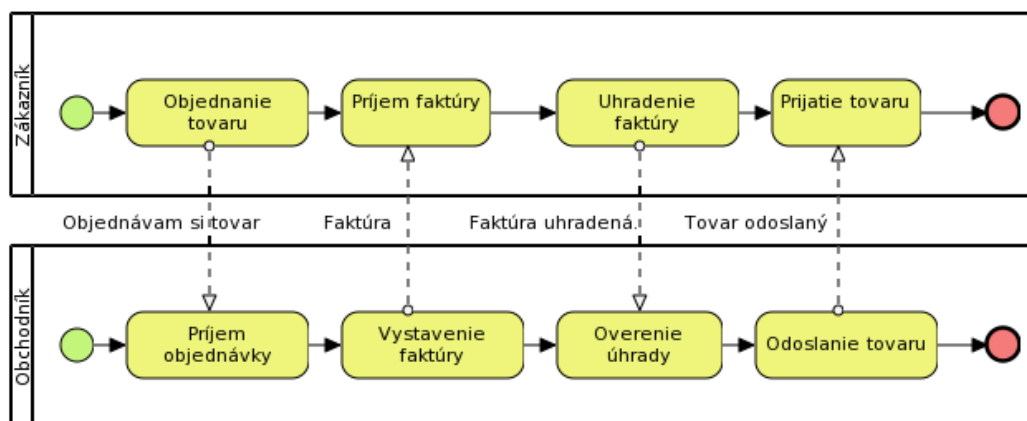 Zákazník
Objednanie
tovaru
Príjem faktúry
Uhradenie
faktúry
Prijatie tovaru
Objednávam si tovar
Faktúra
Faktúra uhradená.
Tovar odoslaný
Obchodník
Príjem
objednávky
Vystavenie
faktúry
Overenie
úhrady
Odoslanie tovaru